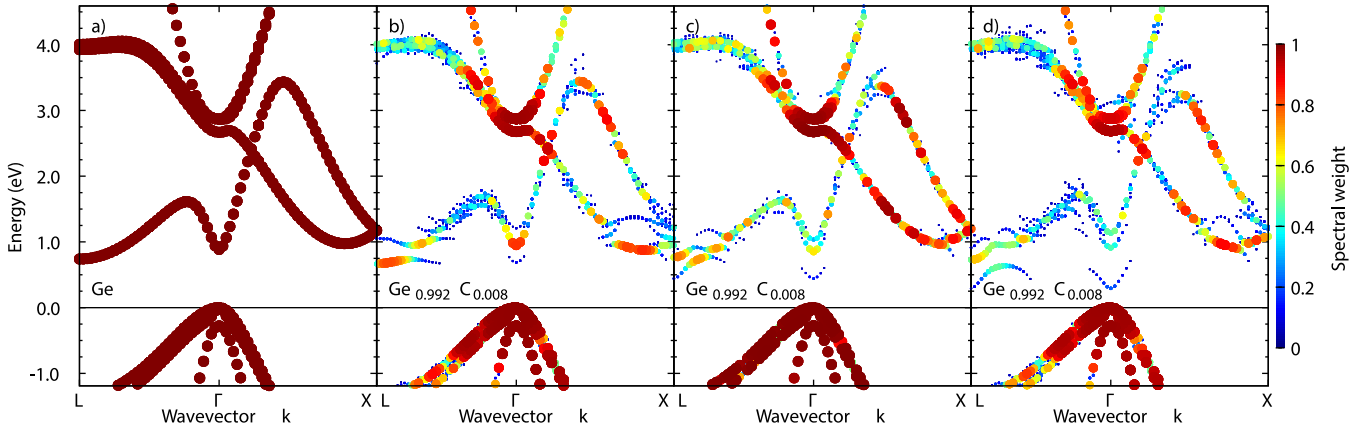 a) b) c) d)
4.0
3.0
2.0
1.0
0.0
-1.0
Energy (eV)
Ge
Ge 0.992 C 0.008
Ge 0.992 C 0.008
Ge 0.992 C 0.008
L Γ X L Γ X L Γ X L Γ X
Wavevector k Wavevector k Wavevector k Wavevector k
1
0.8
0.6
0.4
0.2
0
Spectral weight